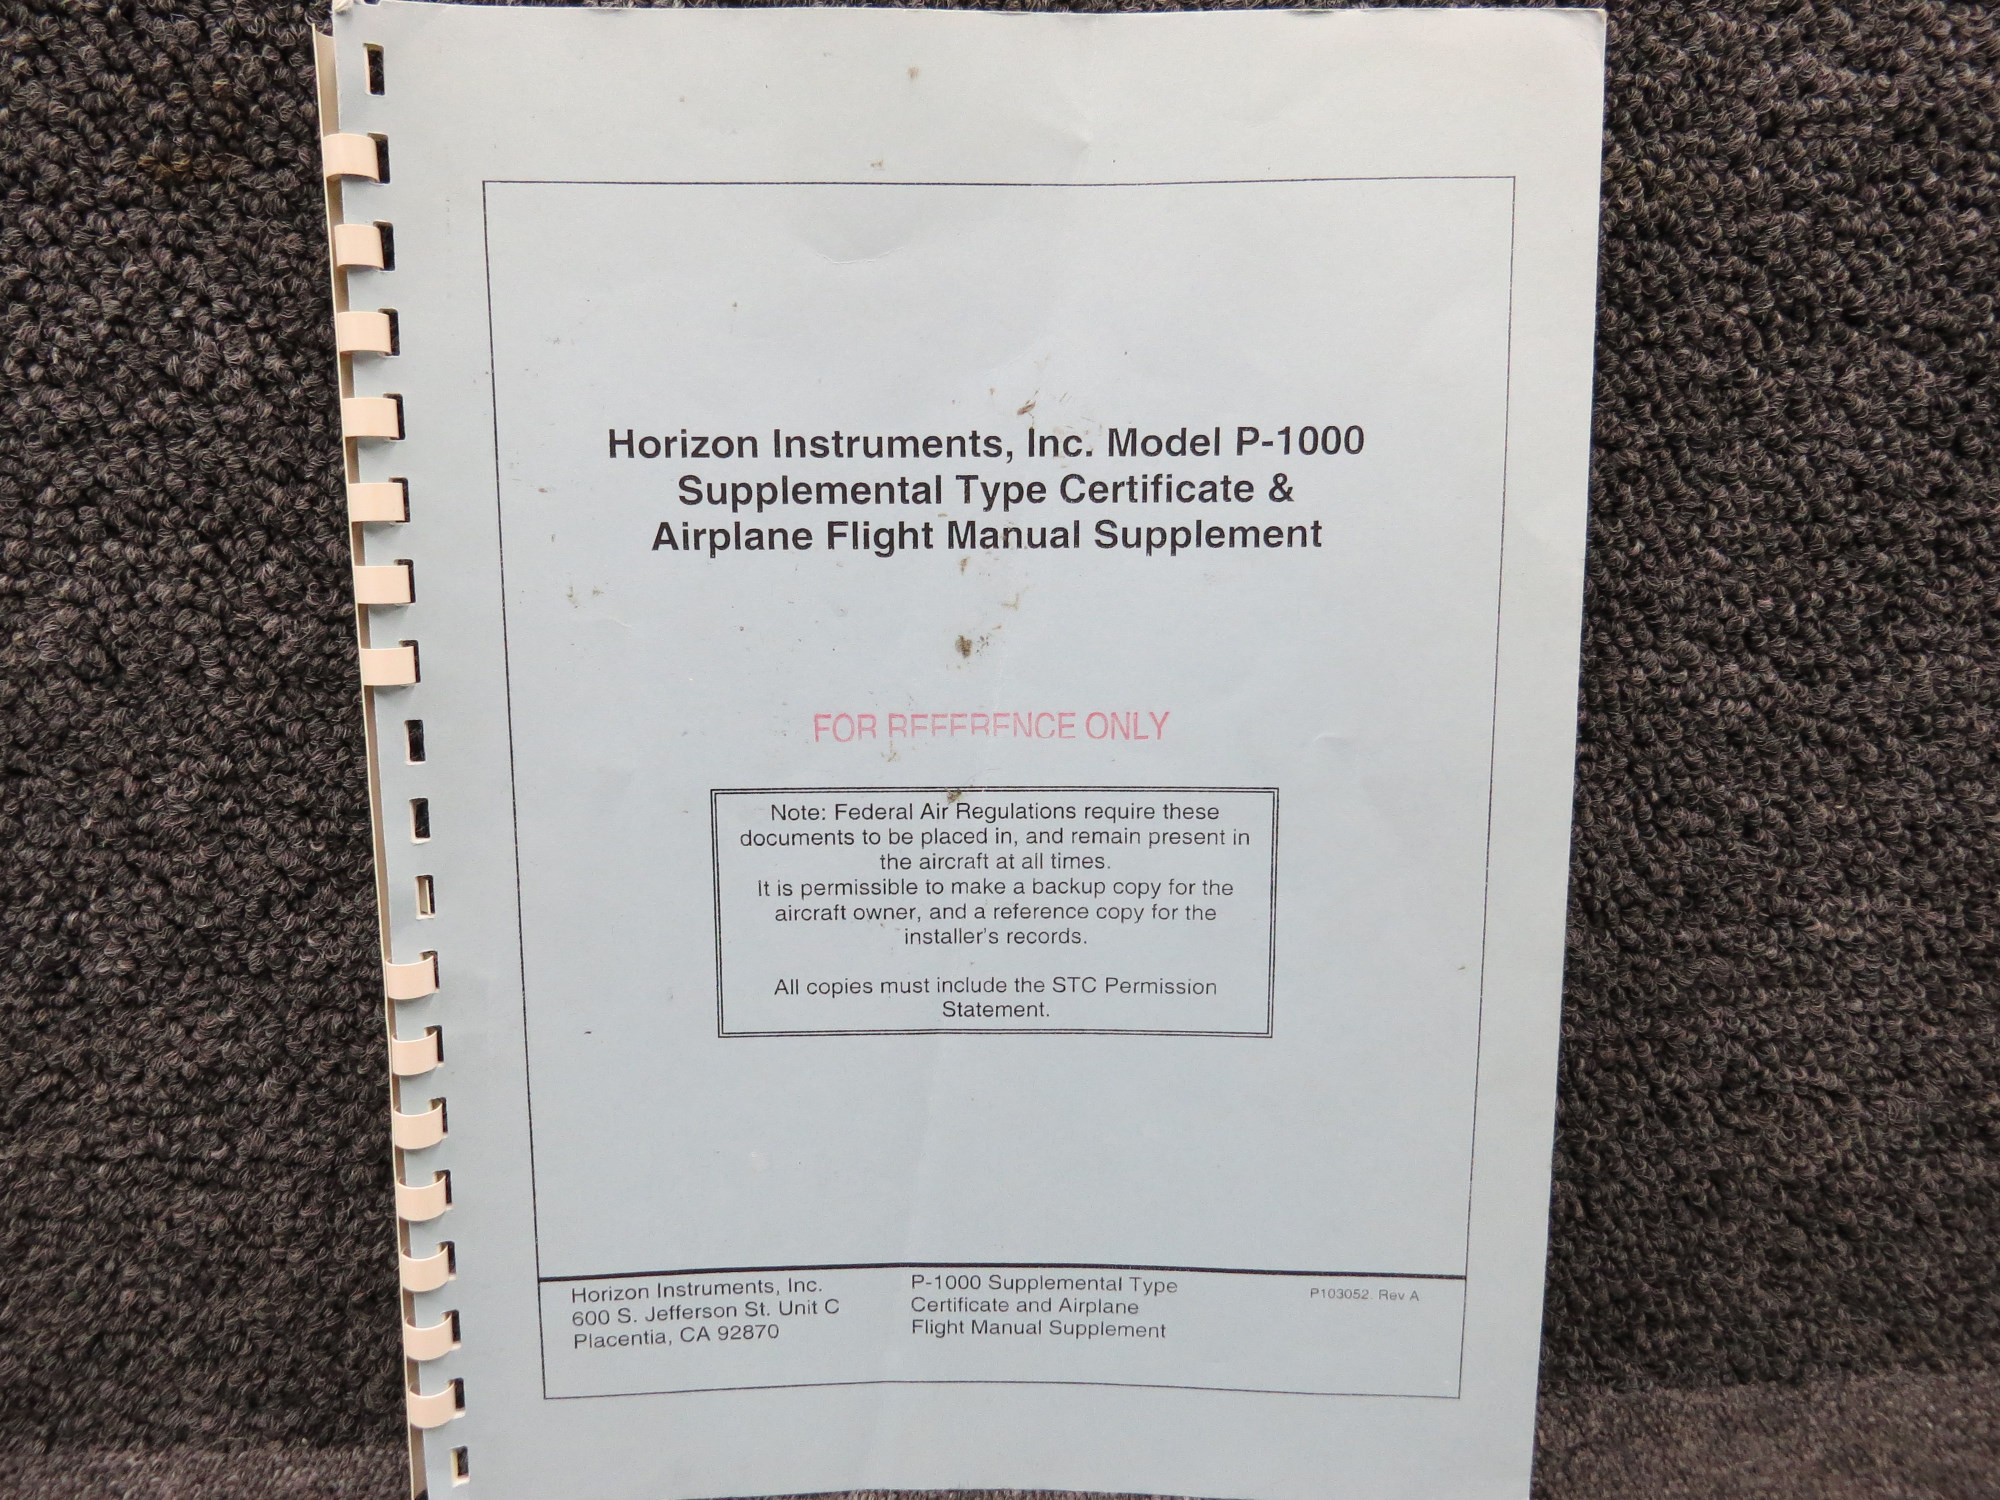 Horizon Instruments, Inc. Model P-1000
Supplemental Type Certificate &
Airplane Flight Manual Supplement
FOR REFERENCE ONLY
Note: Federal Air Regulations require these
documents to be placed in, and remain present in
the aircraft at all times.
It is permissible to make a backup copy for the
aircraft owner, and a reference copy for the
installer's records.
All copies must include the STC Permission
Statement.
Horizon Instruments, Inc.
600 S. Jefferson St. Unit C
Placentia, CA 92870
P-1000 Supplemental Type
Certificate and Airplane
Flight Manual Supplement
P103052 Rev A